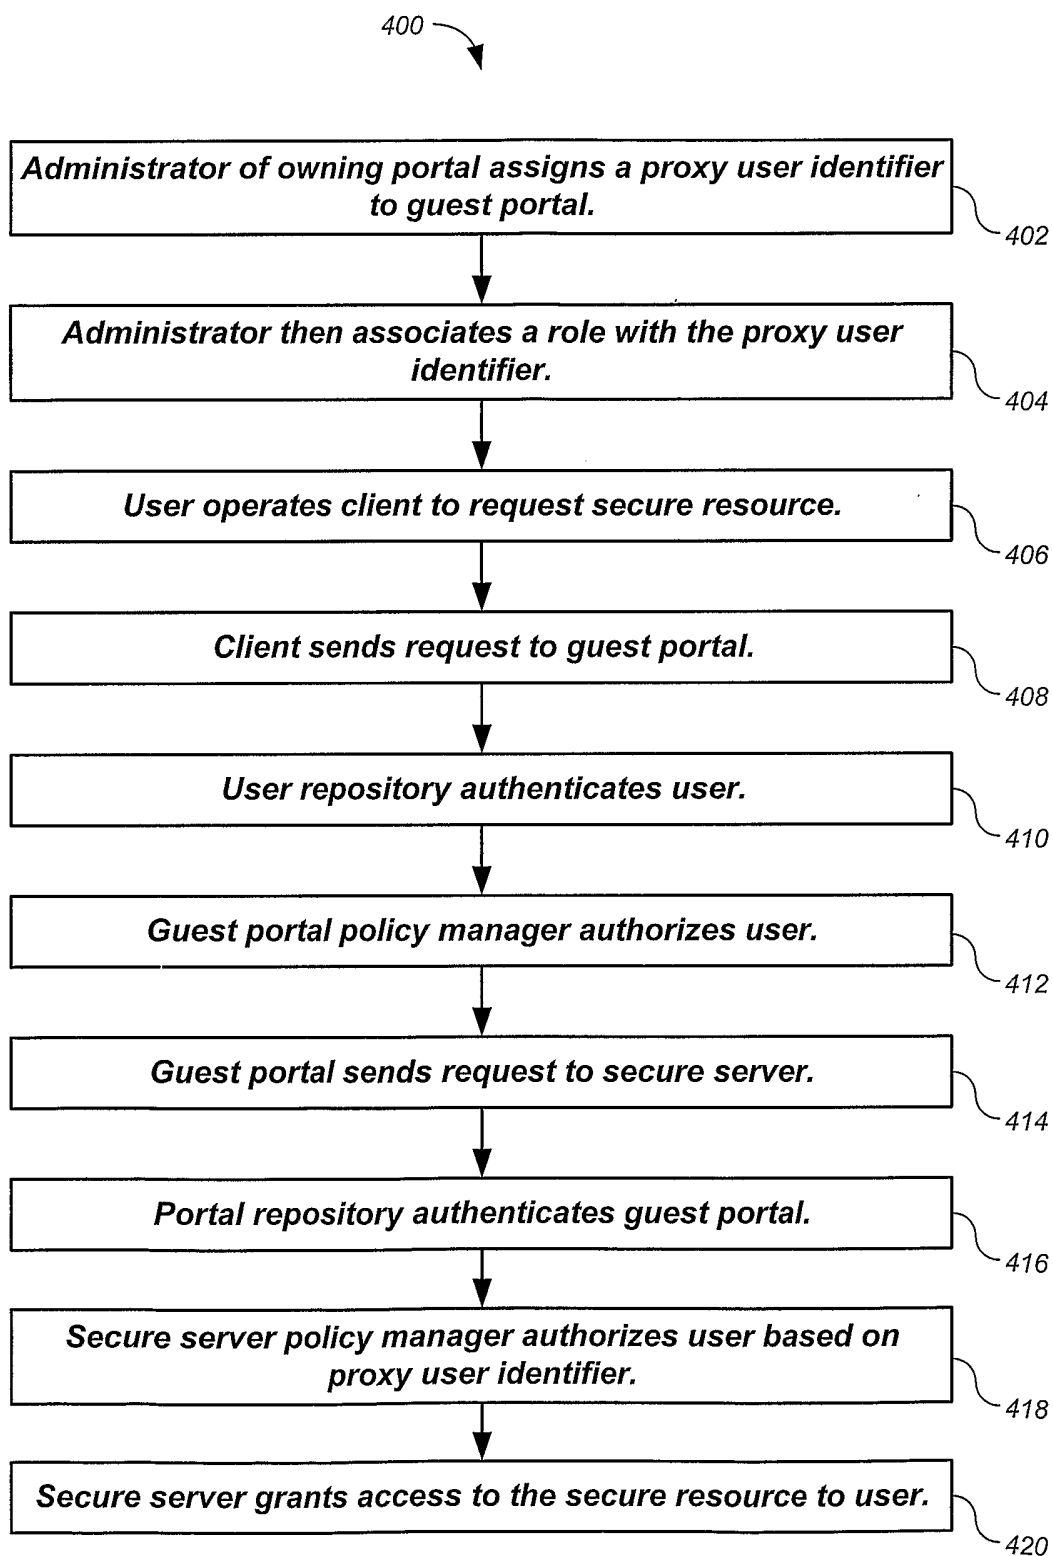 400
Administrator of owning portal assigns a proxy user identifier
to guest portal.
402
Administrator then associates a role with the proxy user
identifier.
404
User operates client to request secure resource.
406
Client sends request to guest portal.
408
User repository authenticates user.
410
Guest portal policy manager authorizes user.
412
Guest portal sends request to secure server.
414
Portal repository authenticates guest portal.
416
Secure server policy manager authorizes user based on
proxy user identifier.
418
Secure server grants access to the secure resource to user.
420